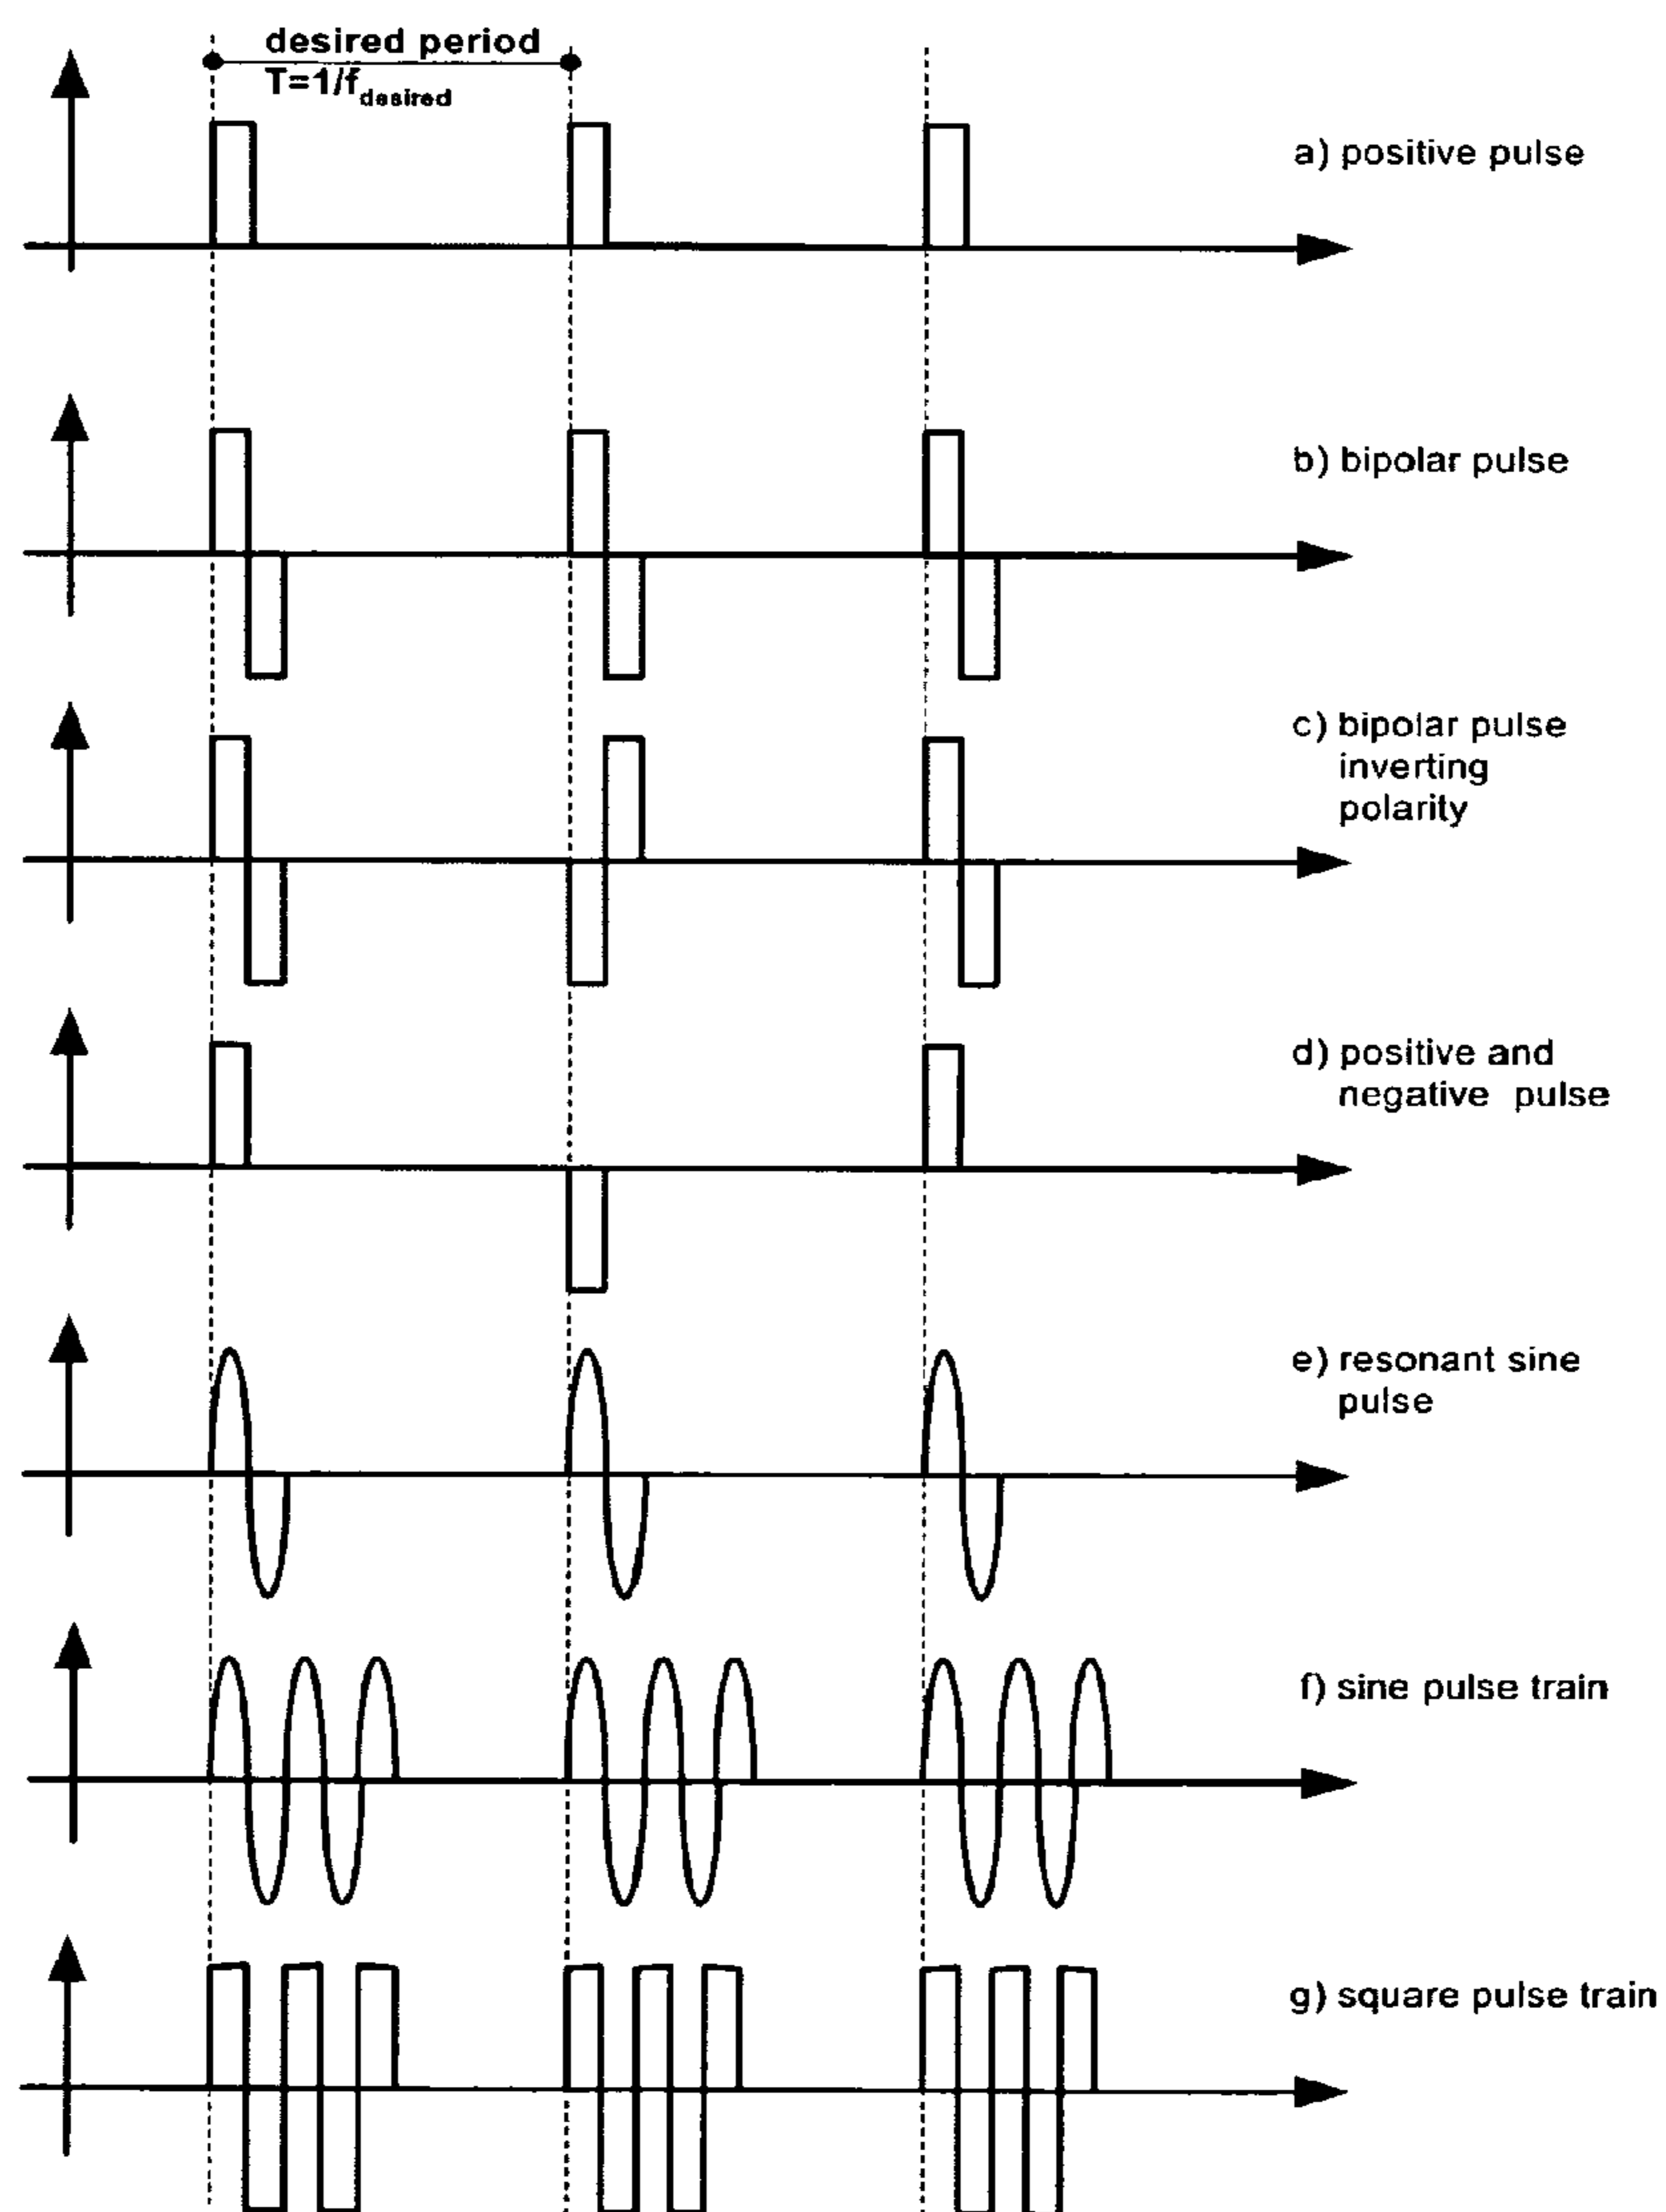 desired period
T=1/fdesired
a) positive pulse
b) bipolar pulse
c) bipolar pulse
inverting
polarity
d) positive and
negative pulse
e) resonant sine
pulse
f) sine pulse train
g) square pulse train